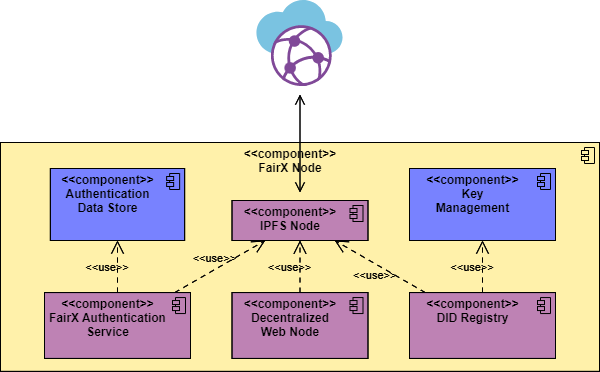 <<component>>
FairX Node
<<component>>
Authentication
Data Store
<<component>>
IPFS Node
<<component>>
Key
Management
<<use>>
<<use>>
<<use>>
<<use>>
<<use>>
<<component>>
FairX Authentication
Service
<<component>>
Decentralized
Web Node
<<component>>
DID Registry